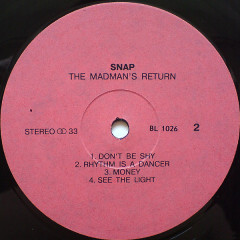 SNAP
THE MADMAN'S RETURN
STEREO 33 BL 1026 2
1. DON'T BE SHY
2. RHYTHM IS A DANCER
3. MONEY
4. SEE THE LIGHT